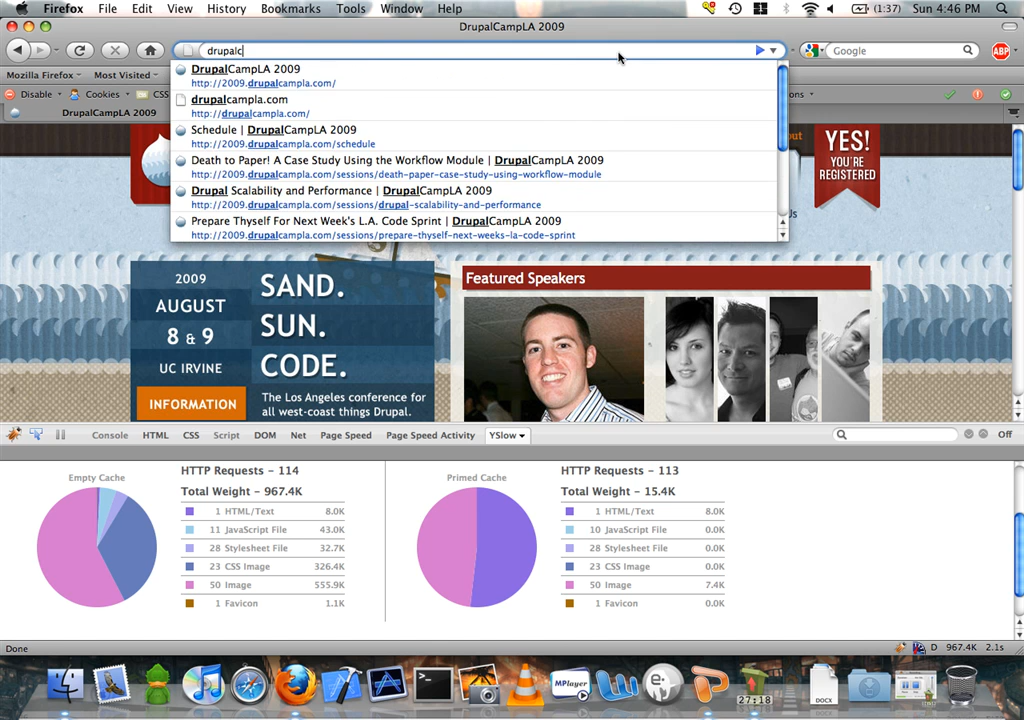 Firefox File Edit View History Bookmarks Tools Window Help (1:37) Sun 4:46 PM
DrupalCampLA 2009
drupalc
Google
ABP
Mozilla Firefox Most Visited
Disable Cookies CSS
DrupalCampLA 2009
DrupalCampLA 2009
http://2009.drupalcampla.com/
drupalcampla.com
http://drupalcampla.com/
Schedule | DrupalCampLA 2009
http://2009.drupalcampla.com/schedule
Death to Paper! A Case Study Using the Workflow Module | DrupalCampLA 2009
http://2009.drupalcampla.com/sessions/death-paper-case-study-using-workflow-module
Drupal Scalability and Performance | DrupalCampLA 2009
http://2009.drupalcampla.com/sessions/drupal-scalability-and-performance
Prepare Thyself For Next Week's L.A. Code Sprint | DrupalCampLA 2009
http://2009.drupalcampla.com/sessions/prepare-thyself-next-weeks-la-code-sprint
YES!
YOU'RE
REGISTERED
2009
AUGUST
8 & 9
UC IRVINE
INFORMATION
SAND.
SUN.
CODE.
The Los Angeles conference for
all west-coast things Drupal.
Featured Speakers
Console HTML CSS Script DOM Net Page Speed Page Speed Activity YSlow Off
Empty Cache
HTTP Requests - 114
Total Weight - 967.4K
1 HTML/Text 8.0K
11 JavaScript File 43.0K
28 Stylesheet File 32.7K
23 CSS Image 326.4K
50 Image 555.9K
1 Favicon 1.1K
Primed Cache
HTTP Requests - 113
Total Weight - 15.4K
1 HTML/Text 8.0K
10 JavaScript File 0.0K
28 Stylesheet File 0.0K
23 CSS Image 0.0K
50 Image 7.4K
1 Favicon 0.0K
Done D 967.4K 2.1s
MPlayer
27:18
DOCX